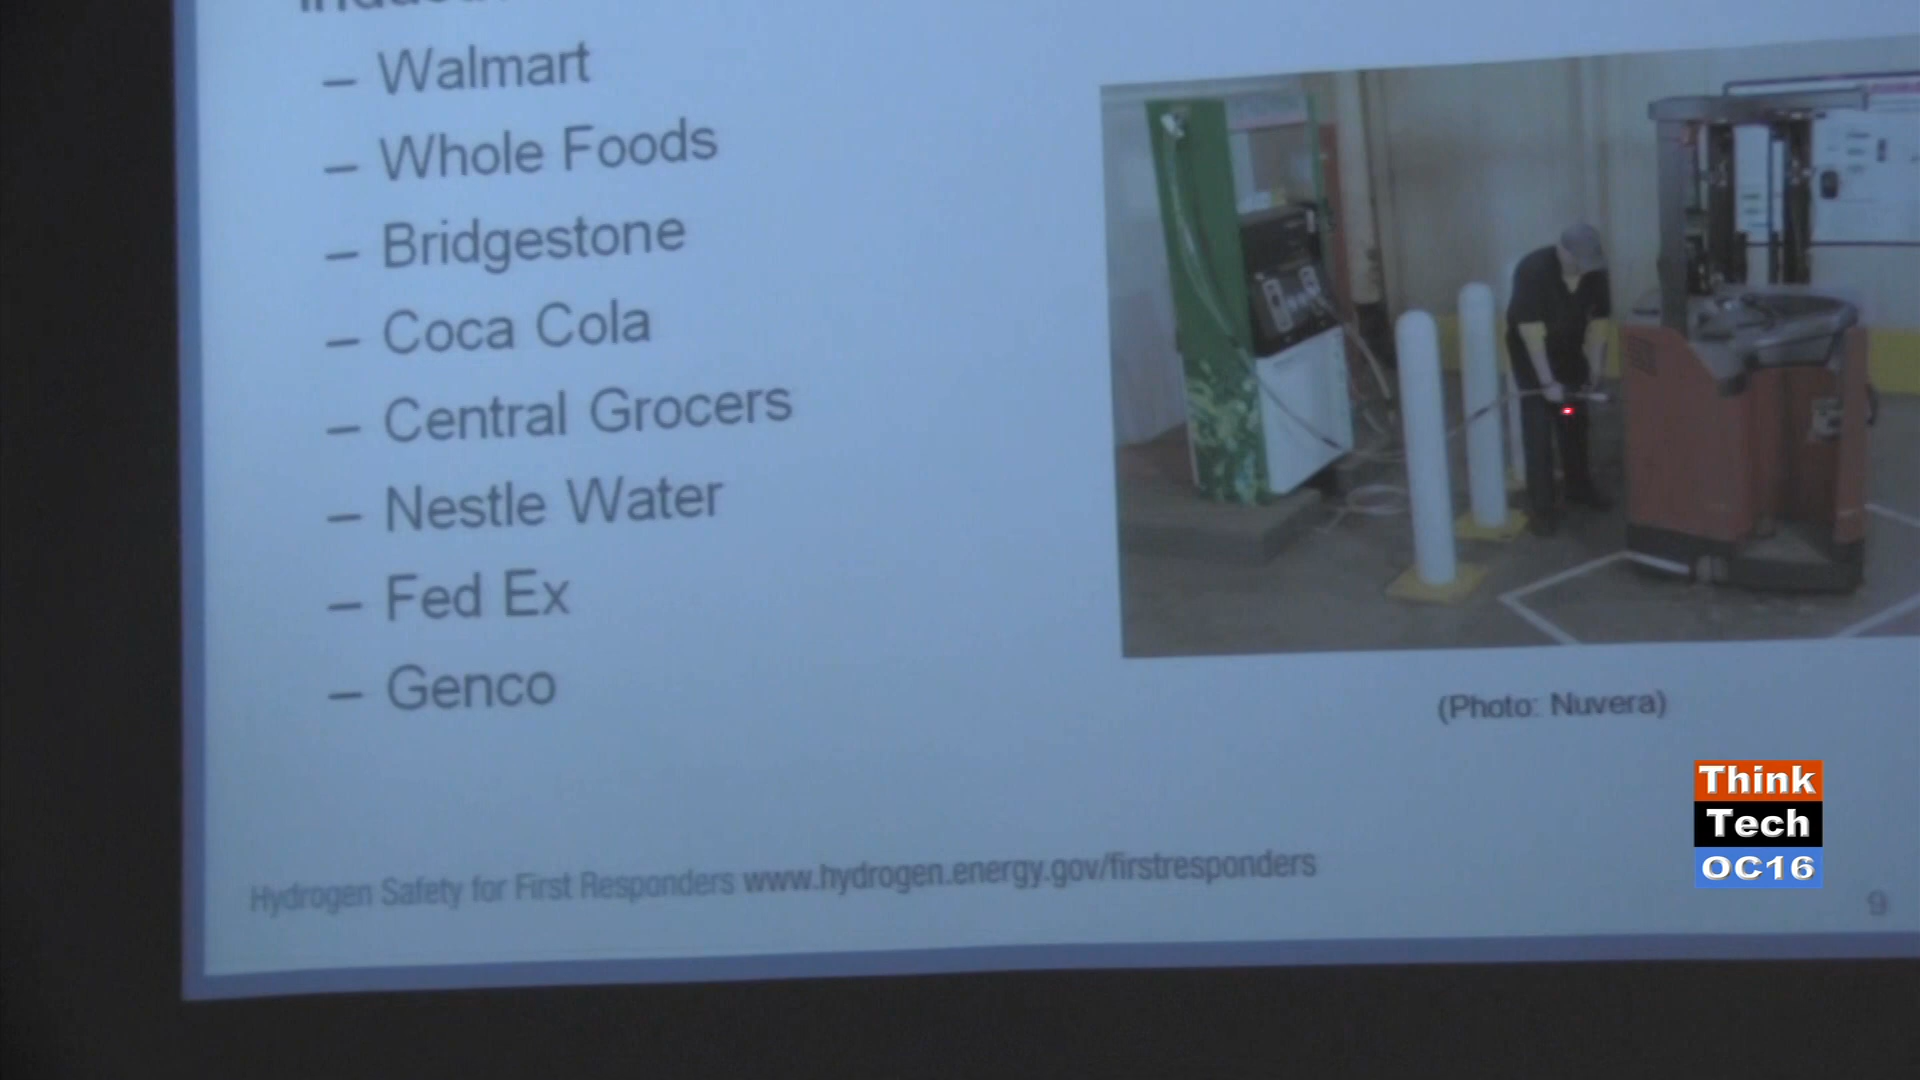 – Walmart
– Whole Foods
– Bridgestone
– Coca Cola
– Central Grocers
– Nestle Water
– Fed Ex
– Genco
(Photo: Nuvera)
Think
Tech
OC16
Hydrogen Safety for First Responders www.hydrogen.energy.gov/firstresponders
9